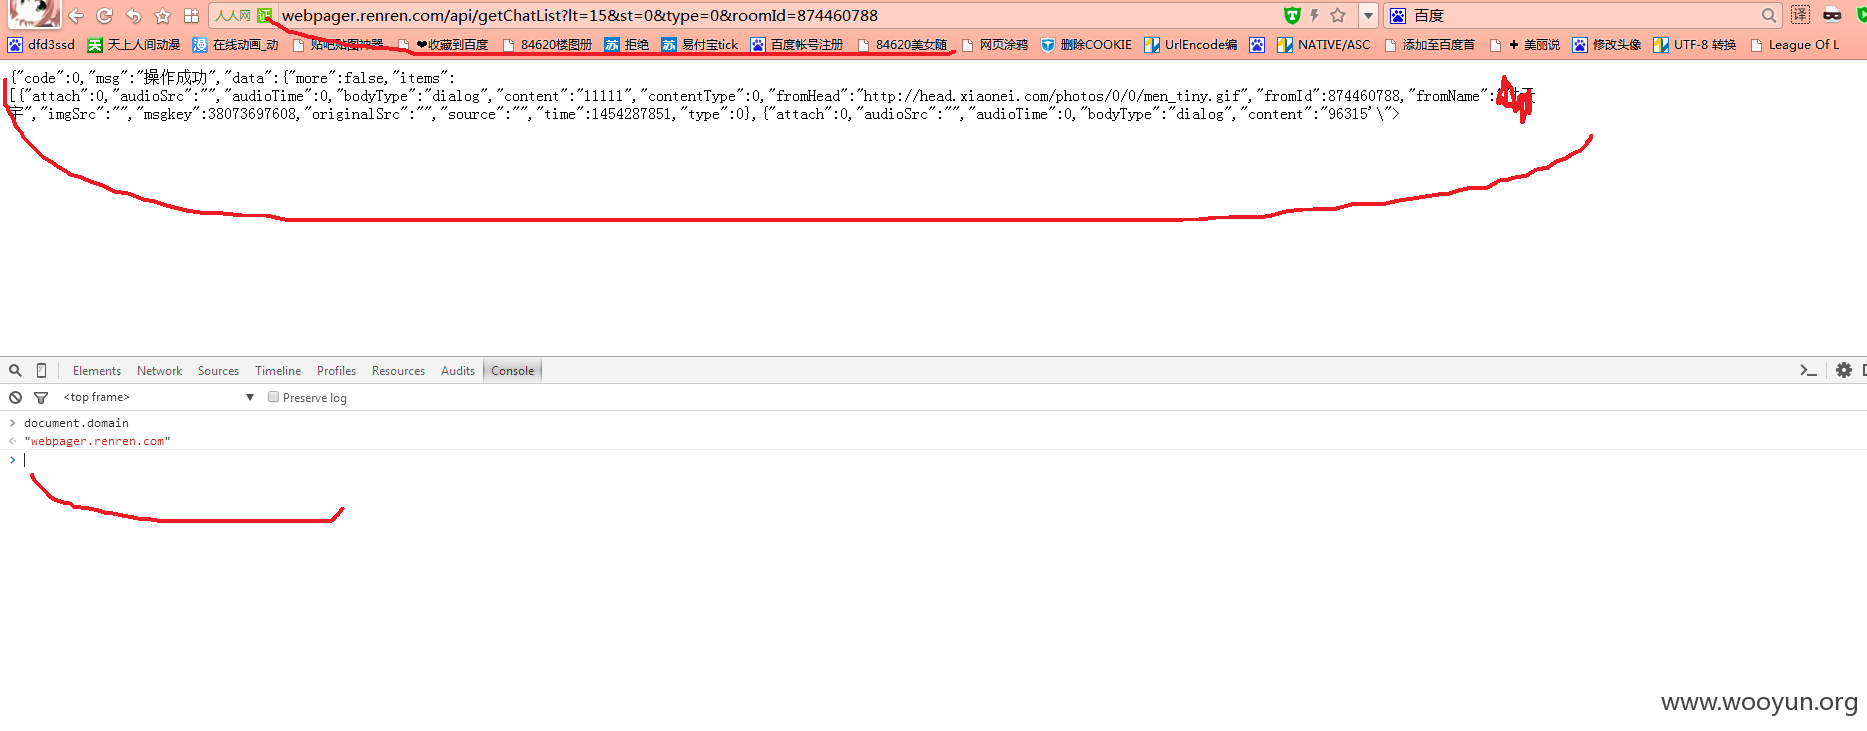 人人网 证 webpager.renren.com/api/getChatList?lt=15&st=0&type=0&roomId=874460788 百度 译
dfd3ssd 天上人间动漫 在线动画_动 贴吧贴图神器 ❤收藏到百度 84620楼图册 拒绝 易付宝tick 百度帐号注册 84620美女随 网页涂鸦 删除COOKIE UrlEncode编 NATIVE/ASC 添加至百度首 ✚ 美丽说 修改头像 UTF-8 转换 League Of L
{"code":0,"msg":"操作成功","data":{"more":false,"items":
[{"attach":0,"audioSrc":"","audioTime":0,"bodyType":"dialog","content":"11111","contentType":0,"fromHead":"http://head.xiaonei.com/photos/0/0/men_tiny.gif","fromId":874460788,"fromName":
宇","imgSrc":"","msgkey":38073697608,"originalSrc":"","source":"","time":1454287851,"type":0},{"attach":0,"audioSrc":"","audioTime":0,"bodyType":"dialog","content":"96315'\">
Elements Network Sources Timeline Profiles Resources Audits Console
<top frame> ▼ Preserve log
> document.domain
"webpager.renren.com"
>
www.wooyun.org